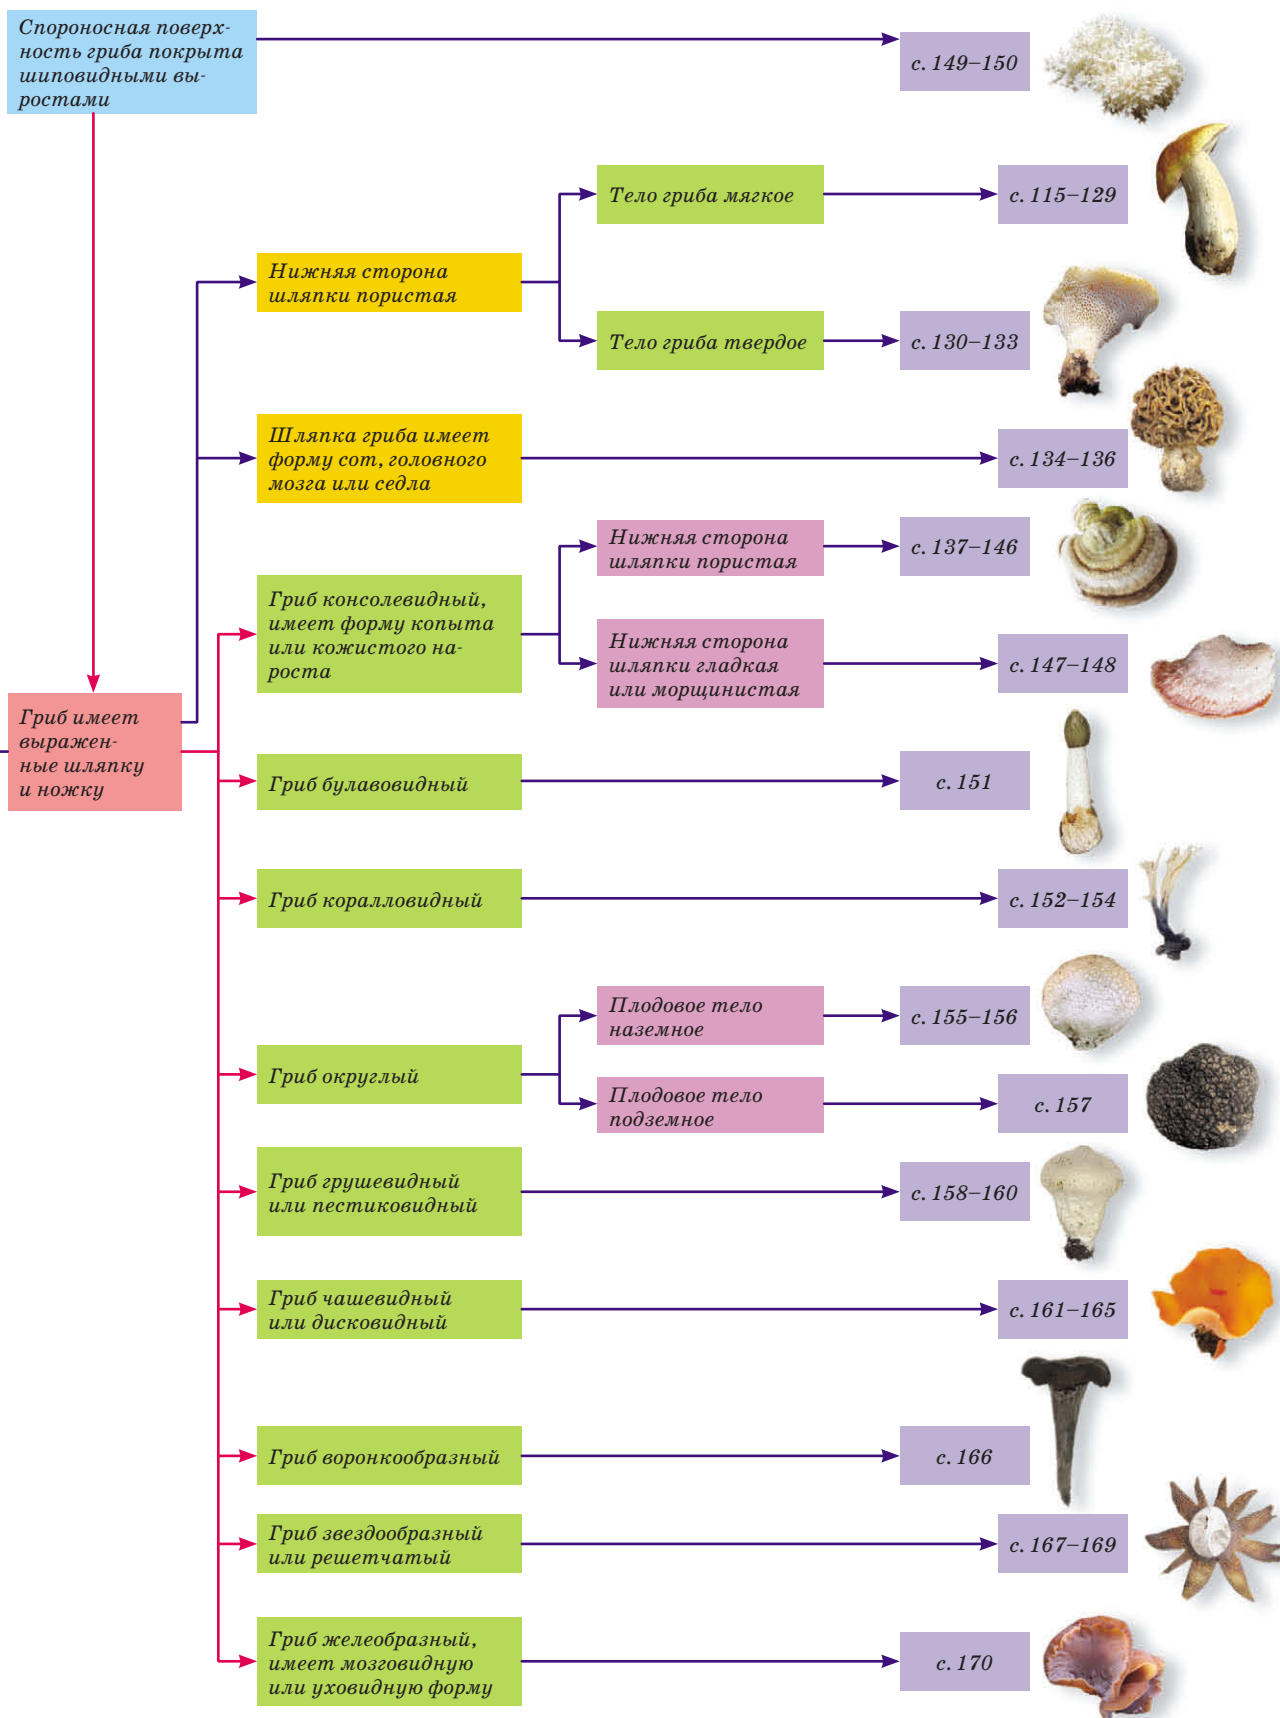 Спороносная поверх-
ность гриба покрыта
шиповидными вы-
ростами
с. 149–150
Тело гриба мягкое
с. 115–129
Нижняя сторона
шляпки пористая
Тело гриба твердое
с. 130–133
Шляпка гриба имеет
форму сот, головного
мозга или седла
с. 134–136
Нижняя сторона
шляпки пористая
с. 137–146
Гриб консолевидный,
имеет форму копыта
или кожистого на-
роста
Нижняя сторона
шляпки гладкая
или морщинистая
с. 147–148
Гриб имеет
выражен-
ные шляпку
и ножку
Гриб булавовидный
с. 151
Гриб коралловидный
с. 152–154
Плодовое тело
наземное
с. 155–156
Гриб округлый
Плодовое тело
подземное
с. 157
Гриб грушевидный
или пестиковидный
с. 158–160
Гриб чашевидный
или дисковидный
с. 161–165
Гриб воронкообразный
с. 166
Гриб звездообразный
или решетчатый
с. 167–169
Гриб желеобразный,
имеет мозговидную
или уховидную форму
с. 170